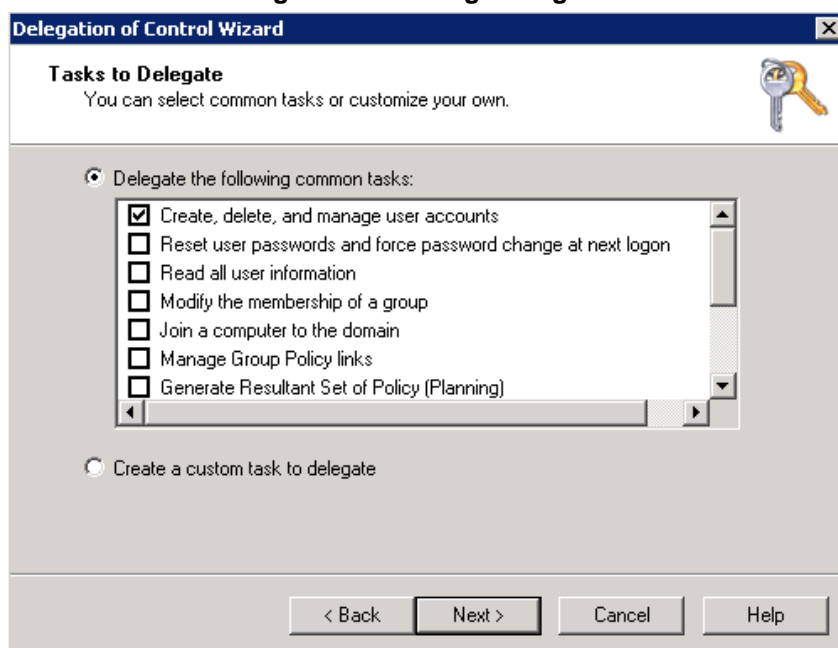 Delegation of Control Wizard
Tasks to Delegate
You can select common tasks or customize your own.
Delegate the following common tasks:
Create, delete, and manage user accounts
Reset user passwords and force password change at next logon
Read all user information
Modify the membership of a group
Join a computer to the domain
Manage Group Policy links
Generate Resultant Set of Policy (Planning)
Create a custom task to delegate
< Back Next > Cancel Help